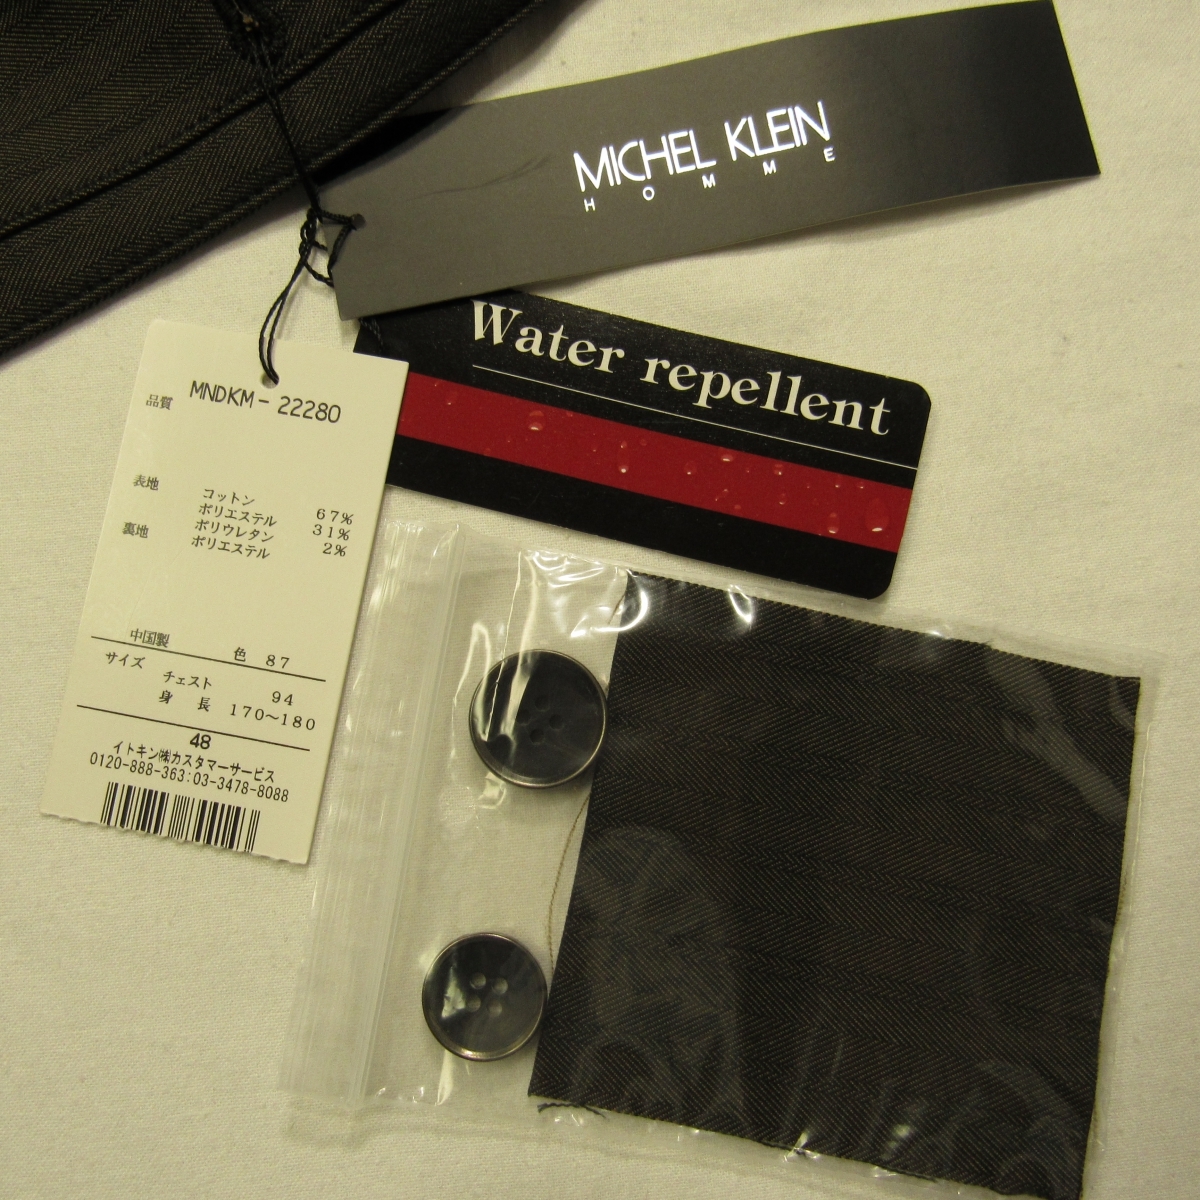 MICHEL KLEIN
HOMME
Water repellent
MNDKM-22280
品質
表地 コットン 67%
ポリエステル 31%
ポリウレタン 2%
裏地 ポリエステル
中国製 色 87
サイズ
チェスト 94
身長 170〜180
48
イトキン㈱カスタマーサービス
0120-888-363:03-3478-8088